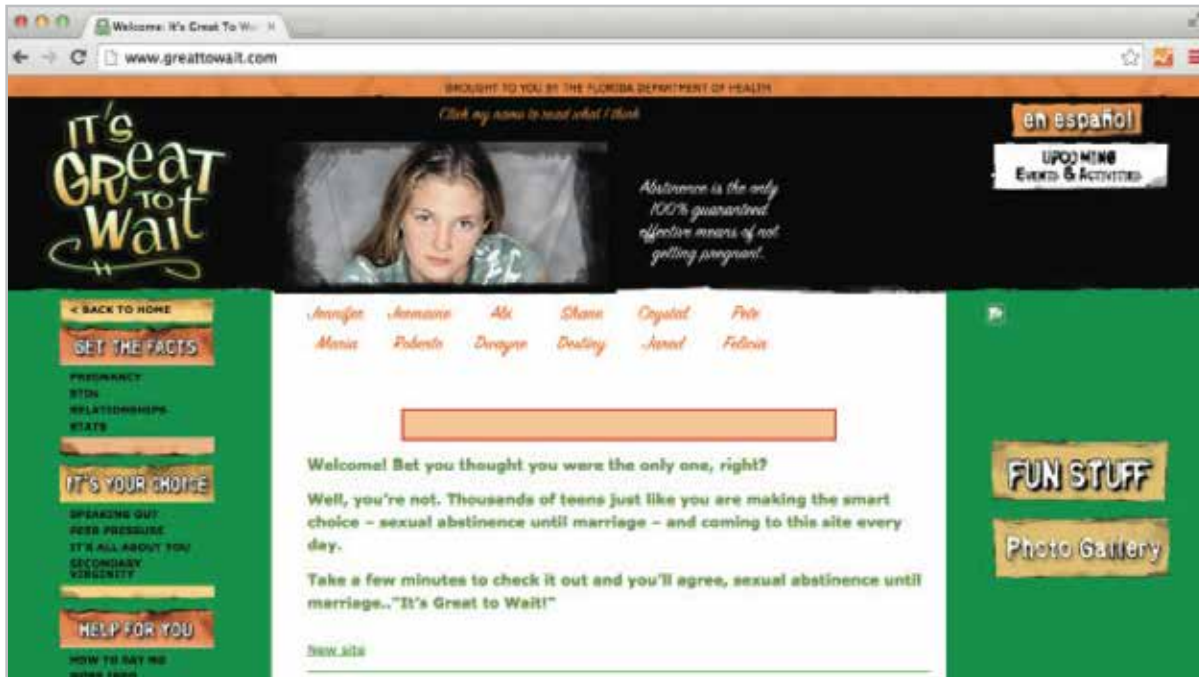 Welcome: It's Great To W
www.greattowait.com
BROUGHT TO YOU BY THE FLORIDA DEPARTMENT OF HEALTH
Click my name to read what I think
IT'S
GREAT
TO
WaiT
Abstinence is the only
100% guaranteed
effective means of not
getting pregnant.
en español
UPCOMING
EVENTS & ACTIVITIES
< BACK TO HOME
GET THE FACTS
PREGNANCY
STDS
RELATIONSHIPS
STATS
IT'S YOUR CHOICE
SPEAKING OUT
PEER PRESSURE
IT'S ALL ABOUT YOU
SECONDARY
VIRGINITY
HELP FOR YOU
HOW TO SAY NO
MORE INFO
Jennifer Jermaine Abi Shane Crystal Pete
Maria Roberto Dwayne Destiny Jared Felicia
Welcome! Bet you thought you were the only one, right?
Well, you're not. Thousands of teens just like you are making the smart
choice – sexual abstinence until marriage – and coming to this site every
day.
Take a few minutes to check it out and you'll agree, sexual abstinence until
marriage.."It's Great to Wait!"
New site
FUN STUFF
Photo Gallery